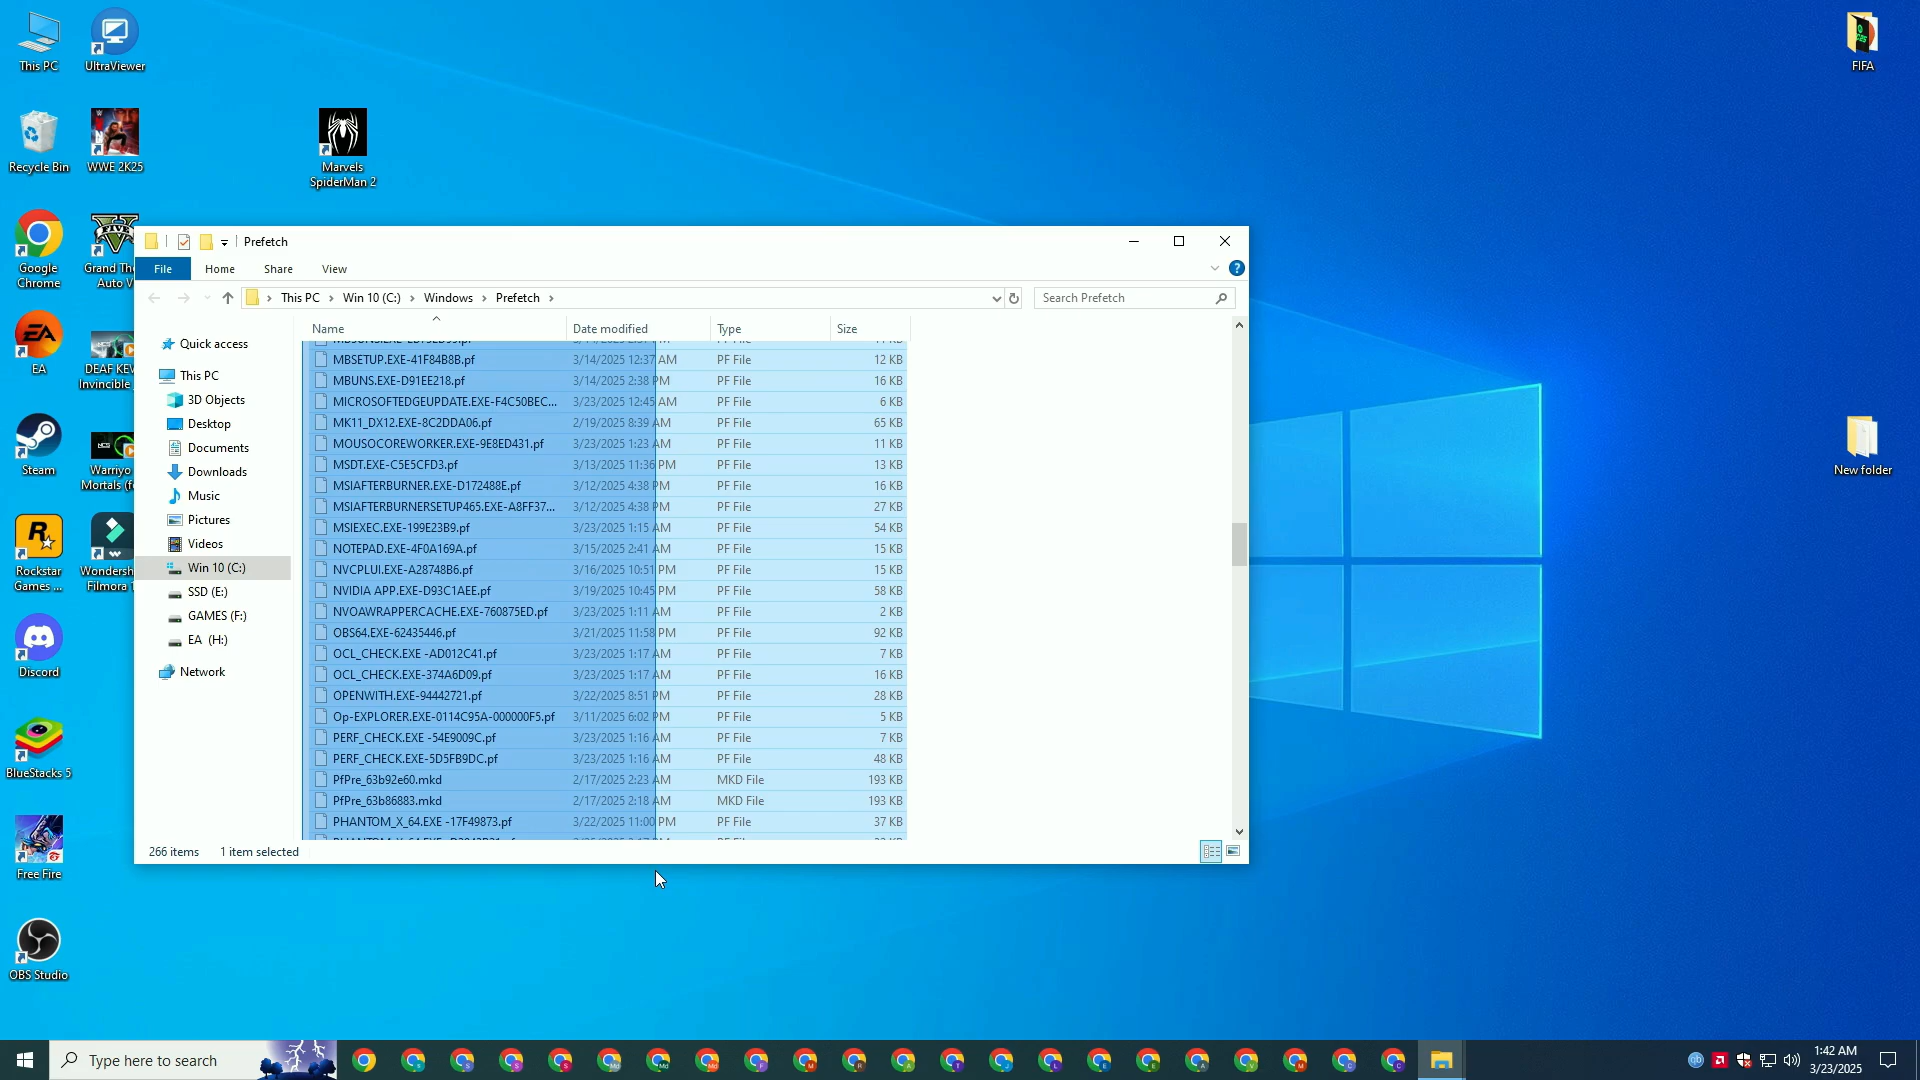 This PC
UltraViewer
FIFA
Recycle Bin
WWE 2K25
Marvels
SpiderMan 2
Google
Chrome
Grand The
Auto V
EA
DEAF KEV
Invincible
Steam
Warriyo
Mortals (f
Rockstar
Games ...
Wondersh
Filmora 1
Discord
BlueStacks 5
Free Fire
OBS Studio
New folder
Prefetch
File
Home
Share
View
This PC
Win 10 (C:)
Windows
Prefetch
Search Prefetch
Quick access
This PC
3D Objects
Desktop
Documents
Downloads
Music
Pictures
Videos
Win 10 (C:)
SSD (E:)
GAMES (F:)
EA (H:)
Network
Name Date modified Type Size
MBSETUP.EXE-41F84B8B.pf 3/14/2025 12:37 AM PF File 12 KB
MBUNS.EXE-D91EE218.pf 3/14/2025 2:38 PM PF File 16 KB
MICROSOFTEDGEUPDATE.EXE-F4C50BEC... 3/23/2025 12:45 AM PF File 6 KB
MK11_DX12.EXE-8C2DDA06.pf 2/19/2025 8:39 AM PF File 65 KB
MOUSOCOREWORKER.EXE-9E8ED431.pf 3/23/2025 1:23 AM PF File 11 KB
MSDT.EXE-C5E5CFD3.pf 3/13/2025 11:36 PM PF File 13 KB
MSIAFTERBURNER.EXE-D172488E.pf 3/12/2025 4:38 PM PF File 16 KB
MSIAFTERBURNERSETUP465.EXE-A8FF37... 3/12/2025 4:38 PM PF File 27 KB
MSIEXEC.EXE-199E23B9.pf 3/23/2025 1:15 AM PF File 54 KB
NOTEPAD.EXE-4F0A169A.pf 3/15/2025 2:41 AM PF File 15 KB
NVCPLUI.EXE-A28748B6.pf 3/16/2025 10:51 PM PF File 15 KB
NVIDIA APP.EXE-D93C1AEE.pf 3/19/2025 10:45 PM PF File 58 KB
NVOAWRAPPERCACHE.EXE-760875ED.pf 3/23/2025 1:11 AM PF File 2 KB
OBS64.EXE-62435446.pf 3/21/2025 11:58 PM PF File 92 KB
OCL_CHECK.EXE -AD012C41.pf 3/23/2025 1:17 AM PF File 7 KB
OCL_CHECK.EXE-374A6D09.pf 3/23/2025 1:17 AM PF File 16 KB
OPENWITH.EXE-94442721.pf 3/22/2025 8:51 PM PF File 28 KB
Op-EXPLORER.EXE-0114C95A-000000F5.pf 3/11/2025 6:02 PM PF File 5 KB
PERF_CHECK.EXE -54E9009C.pf 3/23/2025 1:16 AM PF File 7 KB
PERF_CHECK.EXE-5D5FB9DC.pf 3/23/2025 1:16 AM PF File 48 KB
PfPre_63b92e60.mkd 2/17/2025 2:23 AM MKD File 193 KB
PfPre_63b86883.mkd 2/17/2025 2:18 AM MKD File 193 KB
PHANTOM_X_64.EXE -17F49873.pf 3/22/2025 11:00 PM PF File 37 KB
266 items 1 item selected
Type here to search
1:42 AM
3/23/2025